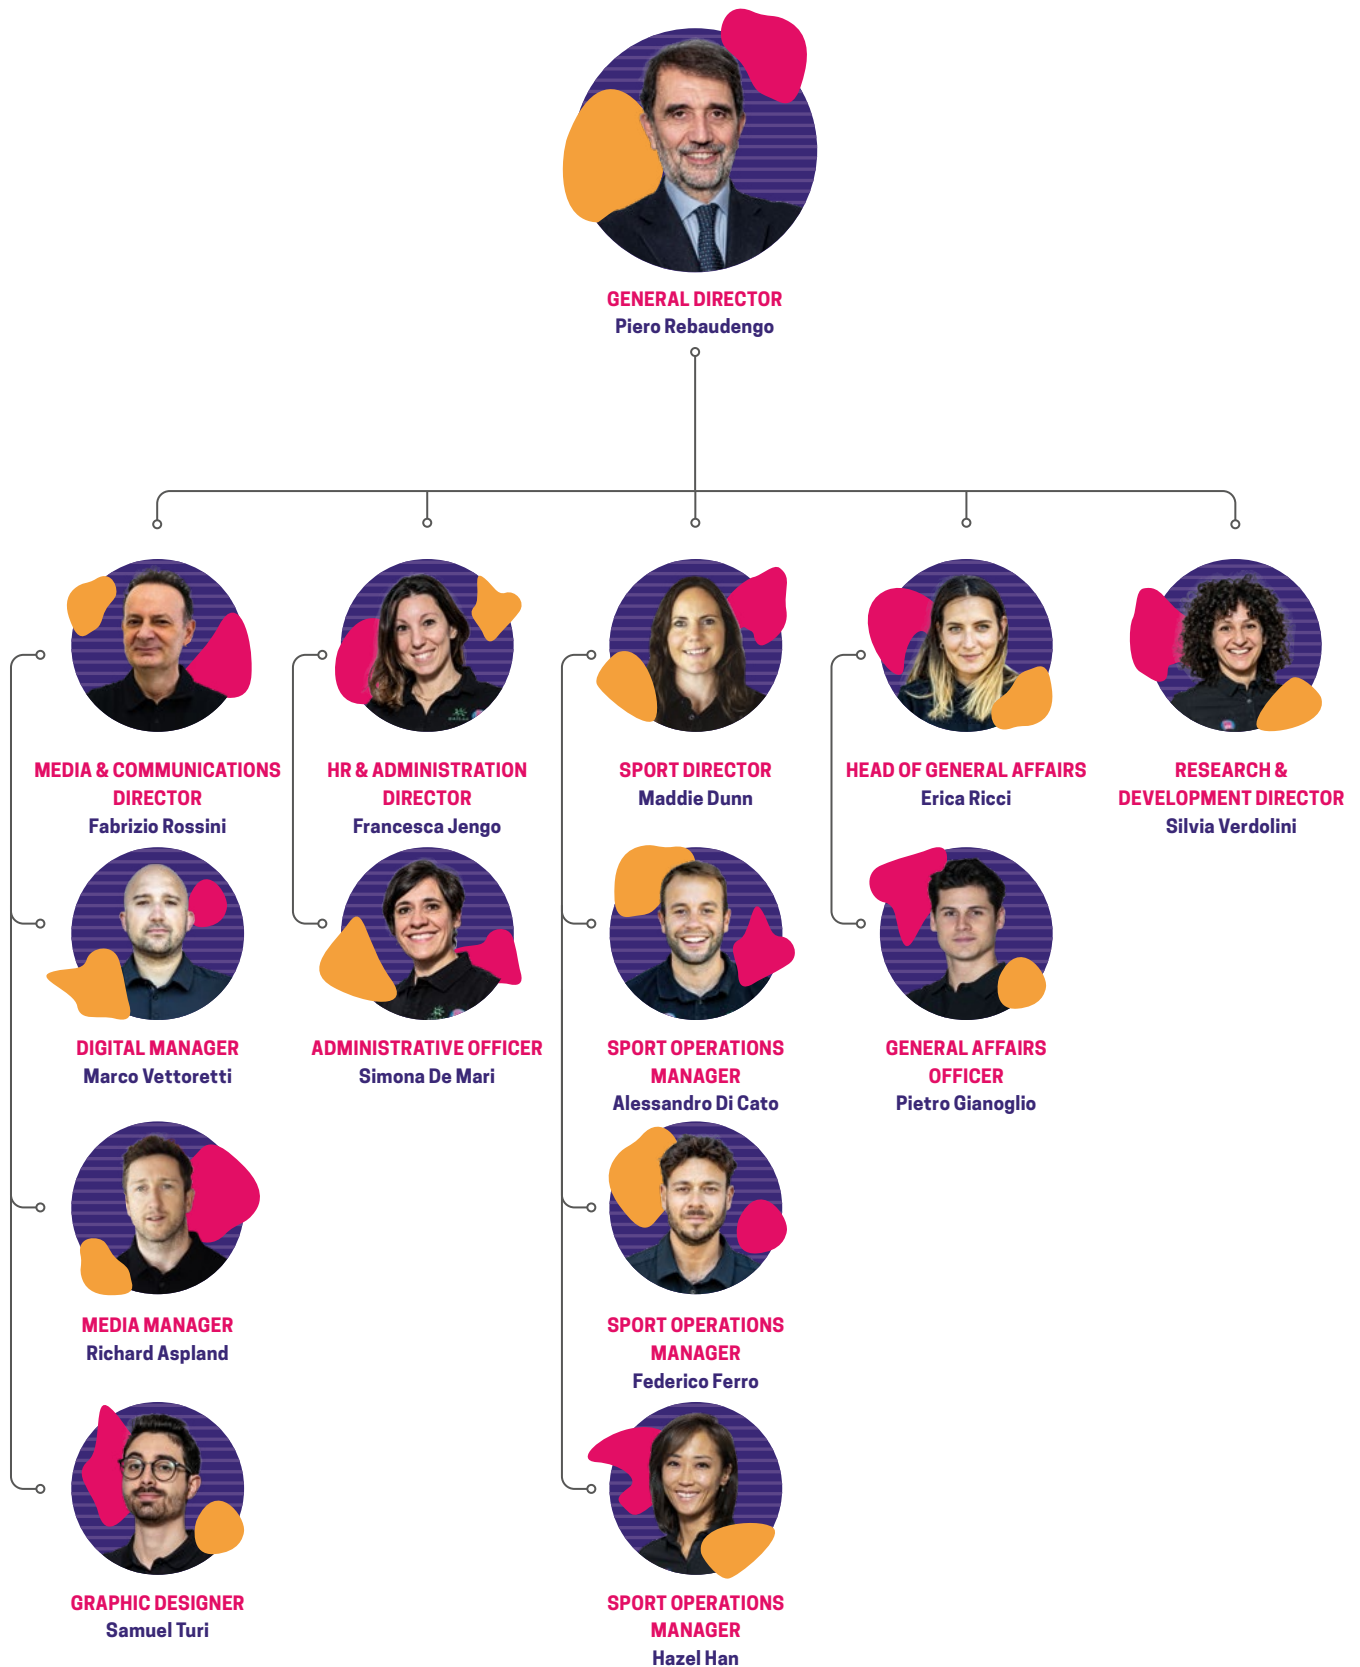 GENERAL DIRECTOR
Piero Rebaudengo
MEDIA & COMMUNICATIONS
DIRECTOR
Fabrizio Rossini
HR & ADMINISTRATION
DIRECTOR
Francesca Jengo
SPORT DIRECTOR
Maddie Dunn
HEAD OF GENERAL AFFAIRS
Erica Ricci
RESEARCH &
DEVELOPMENT DIRECTOR
Silvia Verdolini
DIGITAL MANAGER
Marco Vettoretti
ADMINISTRATIVE OFFICER
Simona De Mari
SPORT OPERATIONS
MANAGER
Alessandro Di Cato
GENERAL AFFAIRS
OFFICER
Pietro Gianoglio
MEDIA MANAGER
Richard Aspland
SPORT OPERATIONS
MANAGER
Federico Ferro
GRAPHIC DESIGNER
Samuel Turi
SPORT OPERATIONS
MANAGER
Hazel Han